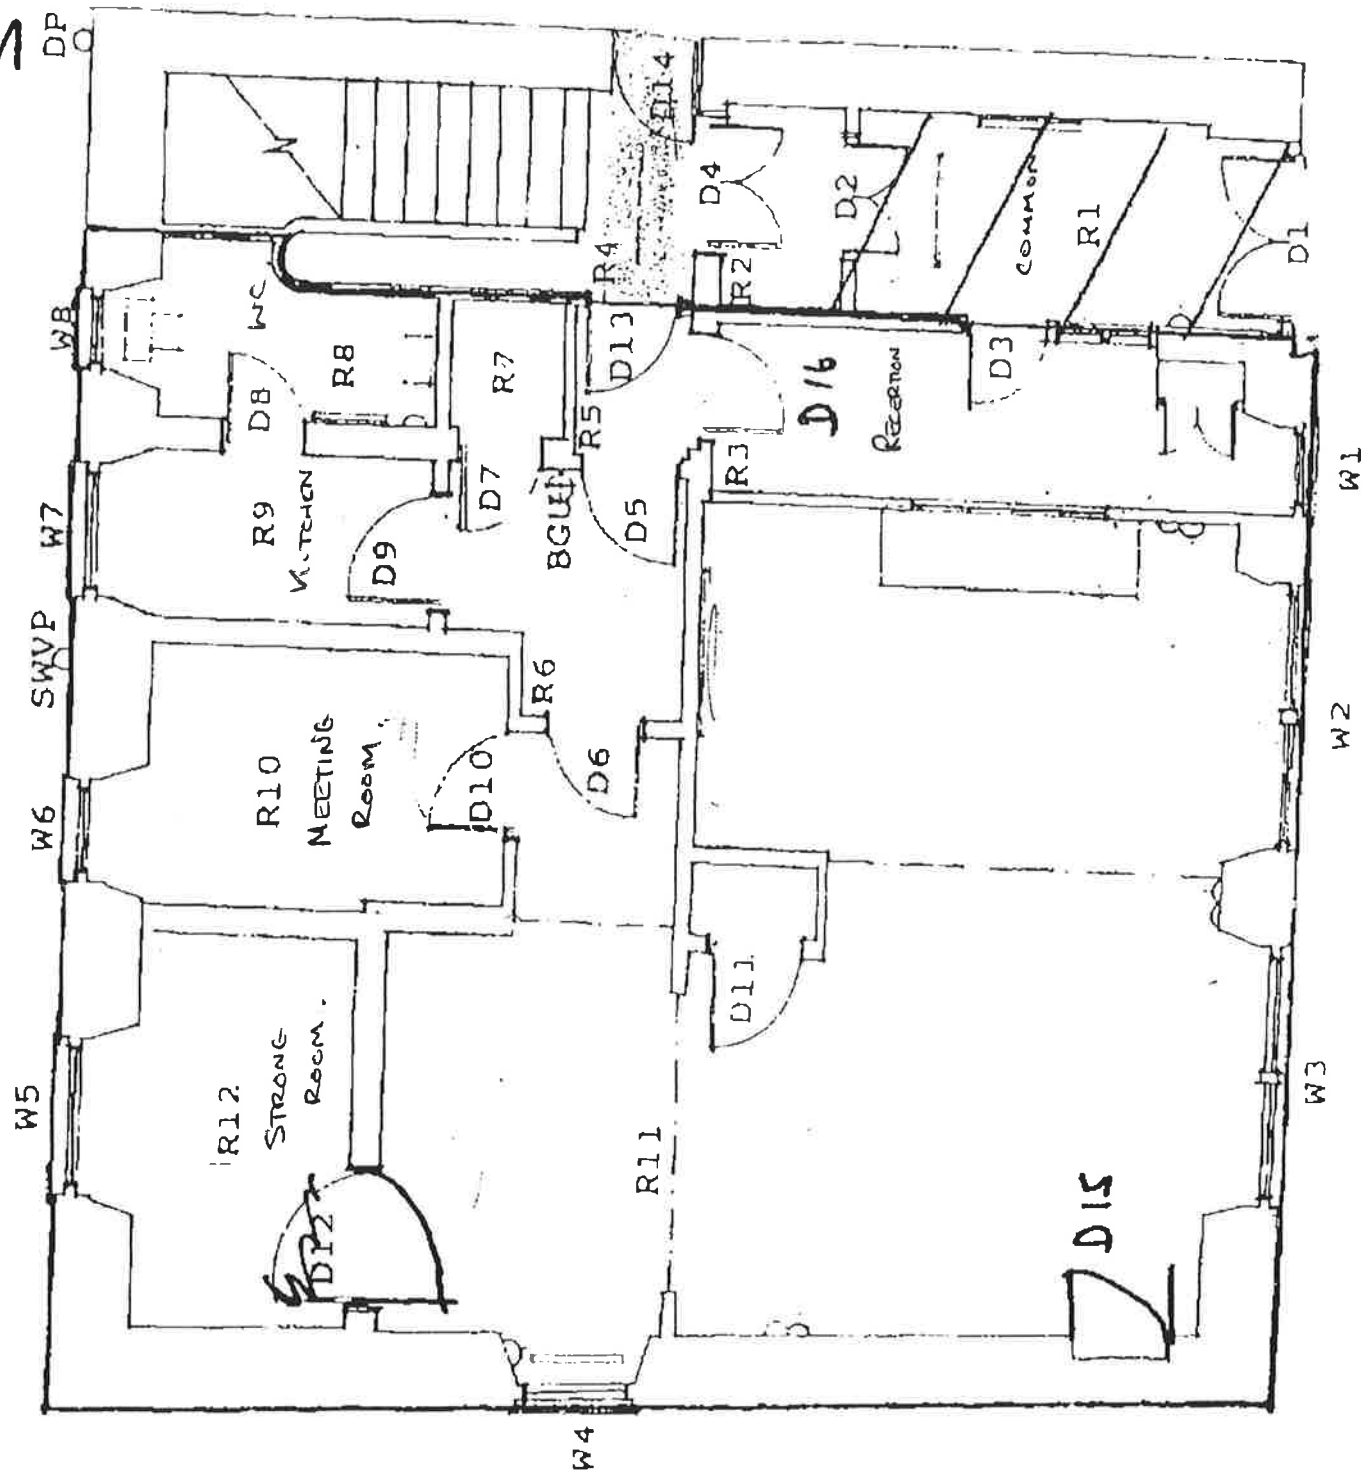 DP
W8
W7
SWVP
W6
W5
D14
D4
D2
COMMON
R1
D1
R4
R2
WC
D8
R8
R7
D13
R5
D16
RECEPTION
D3
R3
W1
R9
KITCHEN
D9
D7
BGU
D5
R6
R10
MEETING
ROOM.
D10
D6
W2
R12
STRONG
ROOM.
D12
D11
R11
W3
D15
W4